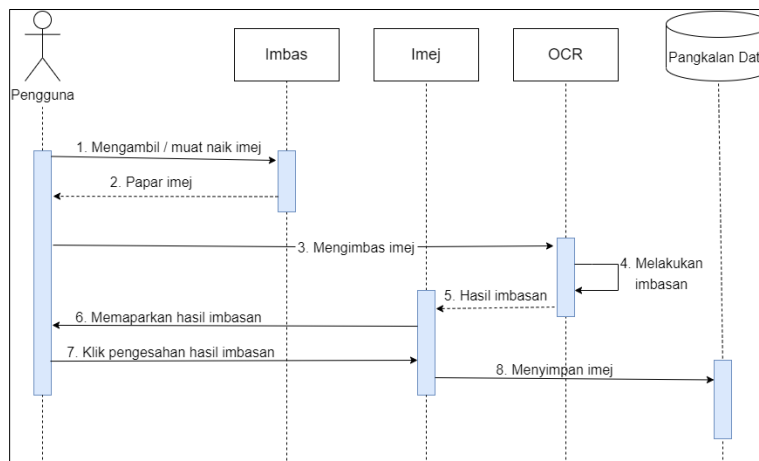 Pengguna
Imbas
Imej
OCR
Pangkalan Dat
1. Mengambil / muat naik imej
2. Papar imej
3. Mengimbas imej
4. Melakukan
imbasan
5. Hasil imbasan
6. Memaparkan hasil imbasan
7. Klik pengesahan hasil imbasan
8. Menyimpan imej